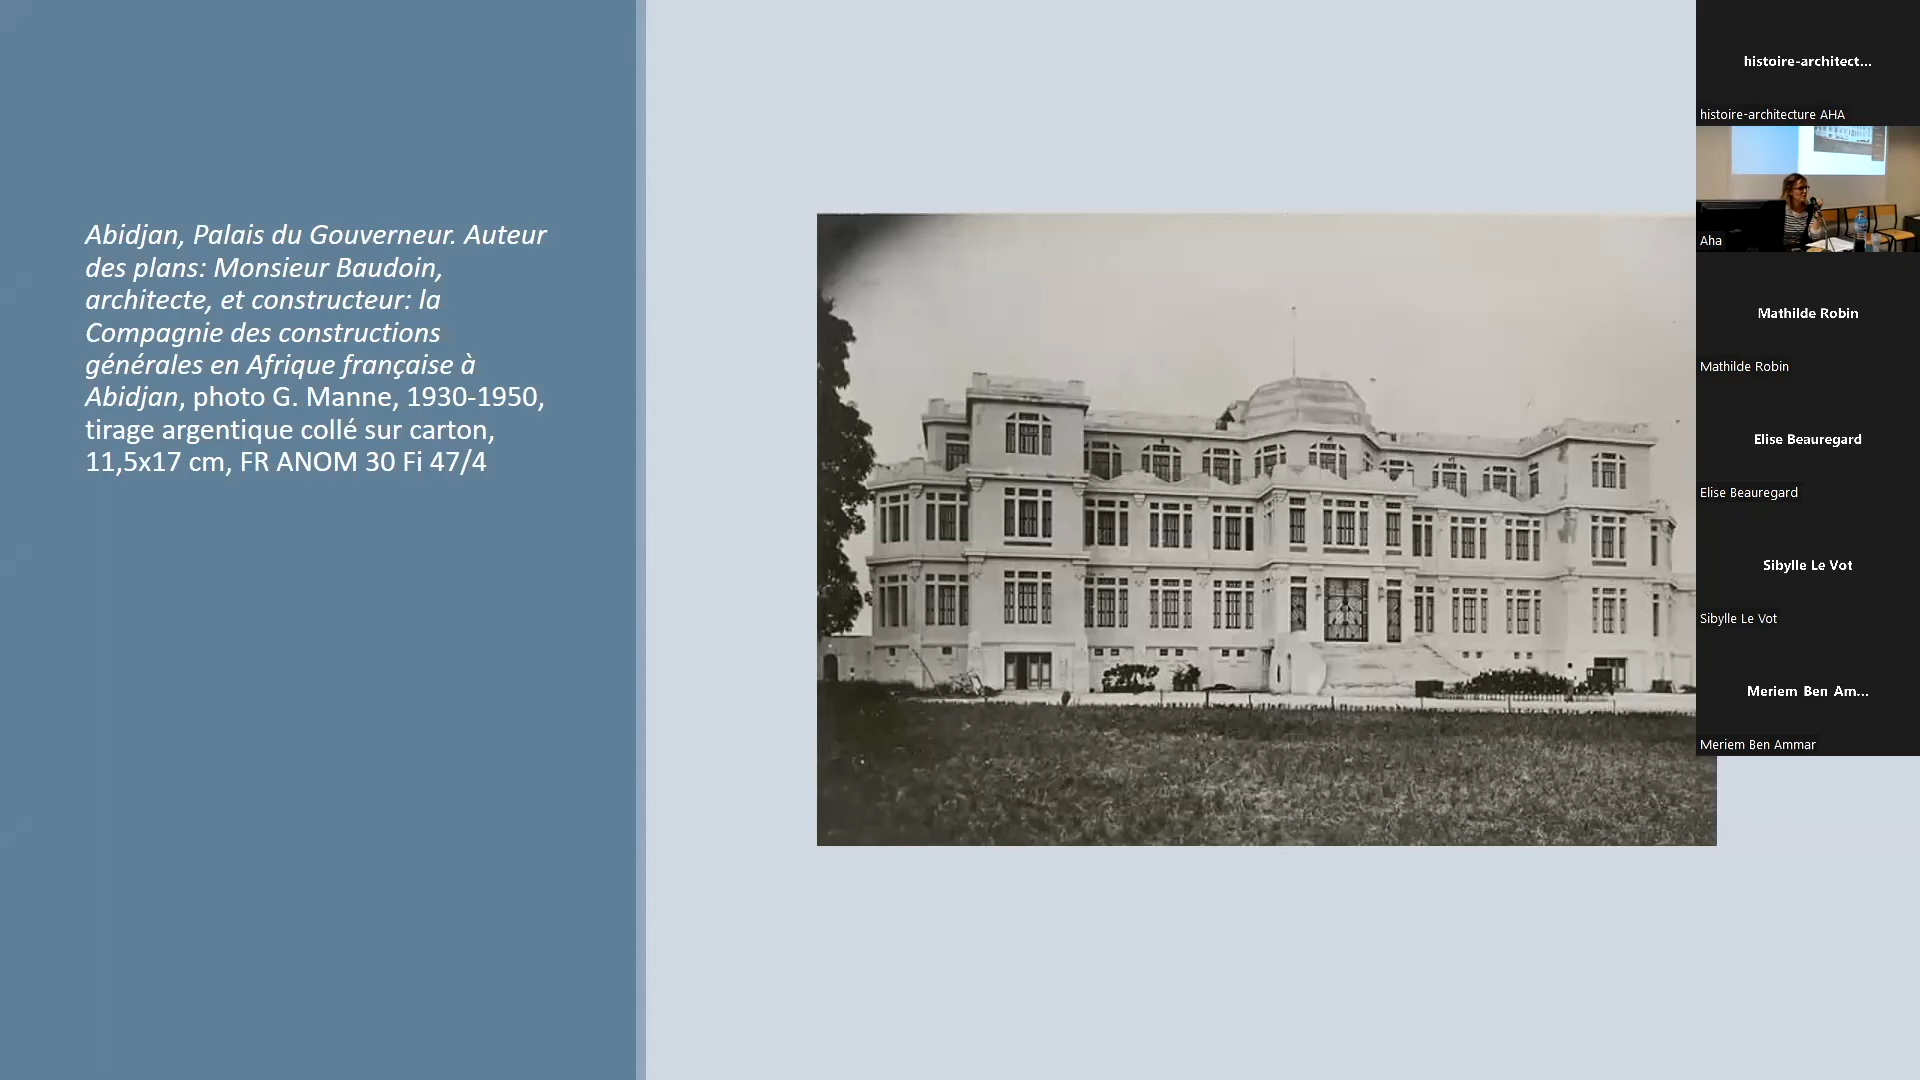 Abidjan, Palais du Gouverneur. Auteur
des plans: Monsieur Baudoin,
architecte, et constructeur: la
Compagnie des constructions
générales en Afrique française à
Abidjan, photo G. Manne, 1930-1950,
tirage argentique collé sur carton,
11,5x17 cm, FR ANOM 30 Fi 47/4
histoire-architect...
histoire-architecture AHA
Aha
Mathilde Robin
Mathilde Robin
Elise Beauregard
Elise Beauregard
Sibylle Le Vot
Sibylle Le Vot
Meriem Ben Am...
Meriem Ben Ammar